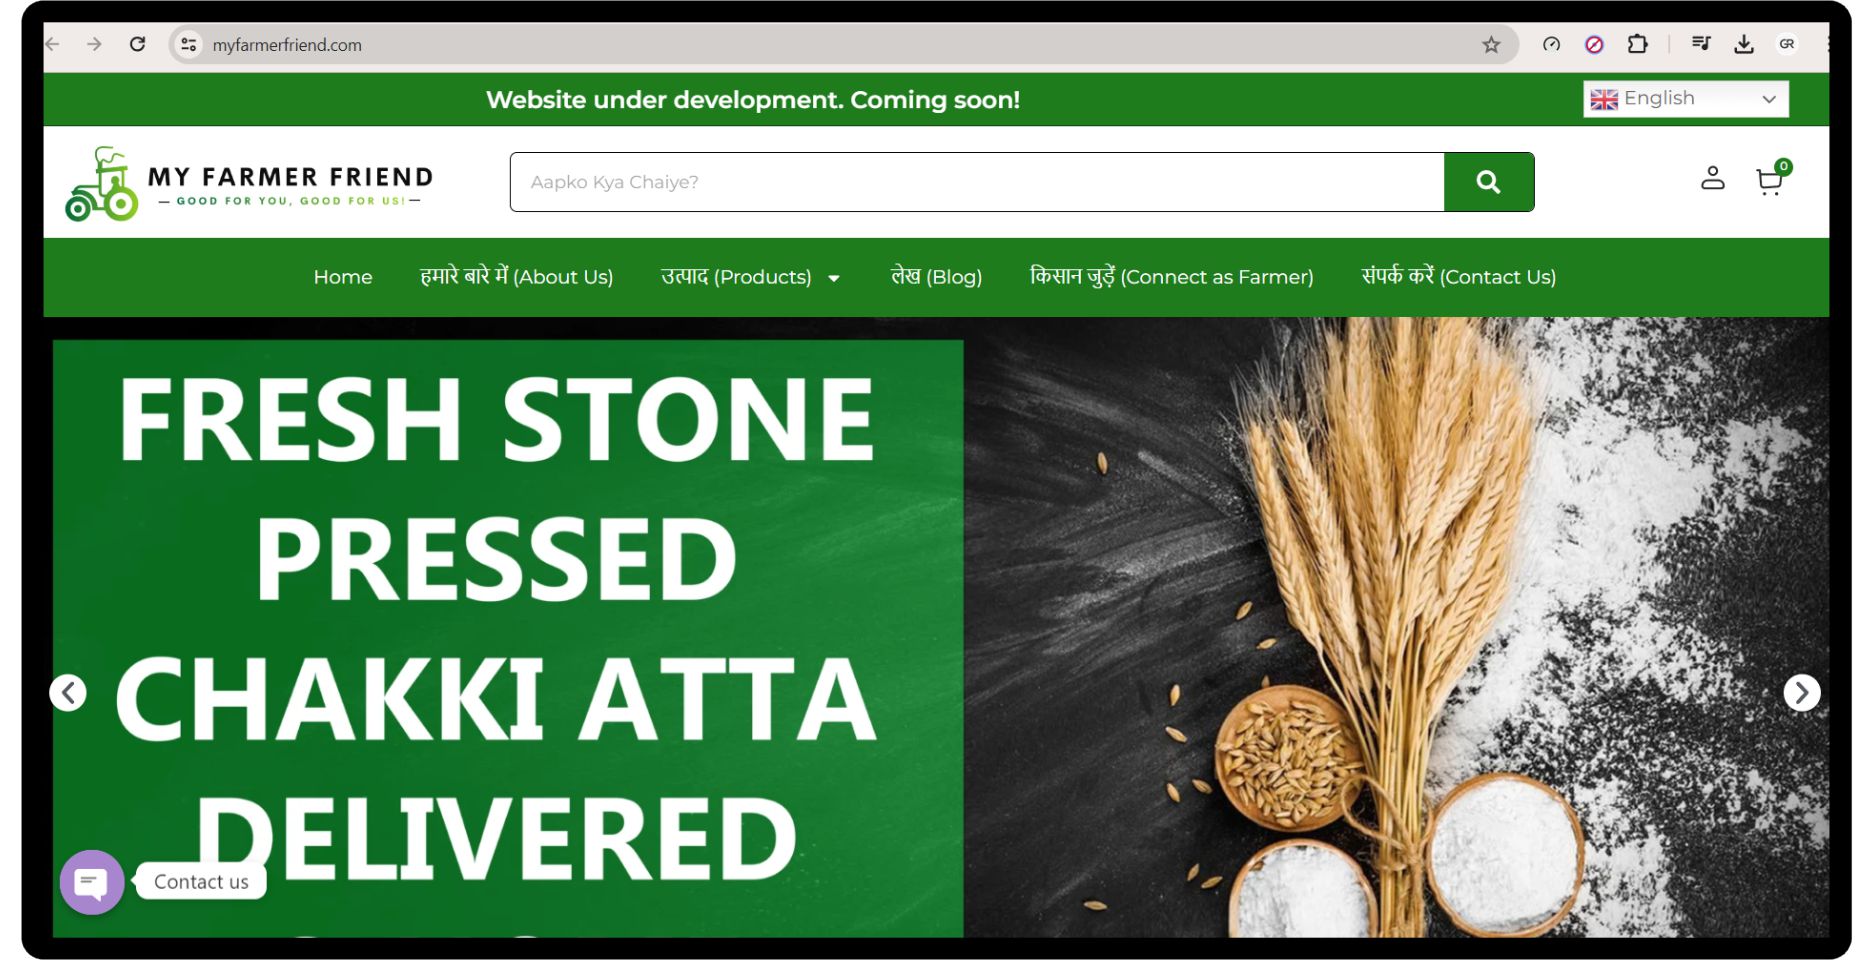 myfarmerfriend.com
GR
Website under development. Coming soon!
English
MY FARMER FRIEND
— GOOD FOR YOU, GOOD FOR US! —
Aapko Kya Chaiye?
0
Home हमारे बारे में (About Us) उत्पाद (Products) लेख (Blog) किसान जुड़ें (Connect as Farmer) संपर्क करें (Contact Us)
FRESH STONE
PRESSED
CHAKKI ATTA
DELIVERED
Contact us